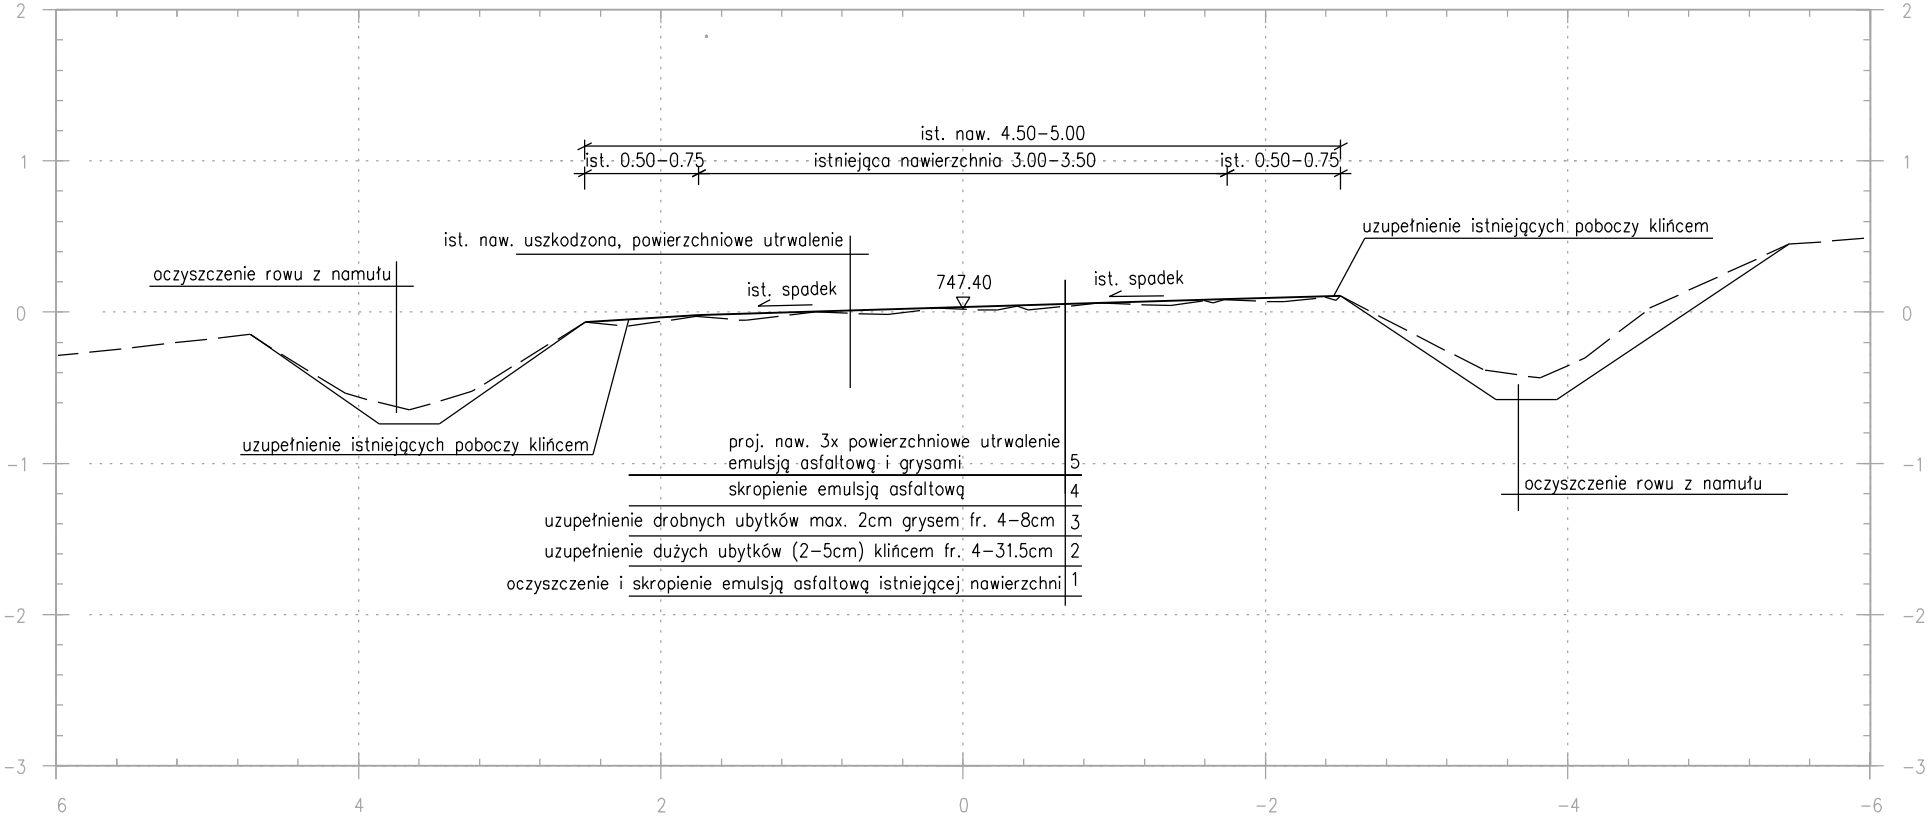 2 2
ist. naw. 4.50-5.00
1 ist. 0.50-0.75 istniejąca nawierzchnia 3.00-3.50 ist. 0.50-0.75 1
uzupełnienie istniejących poboczy klińcem
ist. naw. uszkodzona, powierzchniowe utrwalenie
oczyszczenie rowu z namułu
ist. spadek 747.40 ist. spadek
0 0
uzupełnienie istniejących poboczy klińcem
proj. naw. 3x powierzchniowe utrwalenie
-1 emulsją asfaltową i grysami 5 -1
oczyszczenie rowu z namułu
skropienie emulsją asfaltową 4
uzupełnienie drobnych ubytków max. 2cm grysem fr. 4-8cm 3
uzupełnienie dużych ubytków (2-5cm) klińcem fr. 4-31.5cm 2
oczyszczenie i skropienie emulsją asfaltową istniejącej nawierzchni 1
-2 -2
-3 -3
6 4 2 0 -2 -4 -6